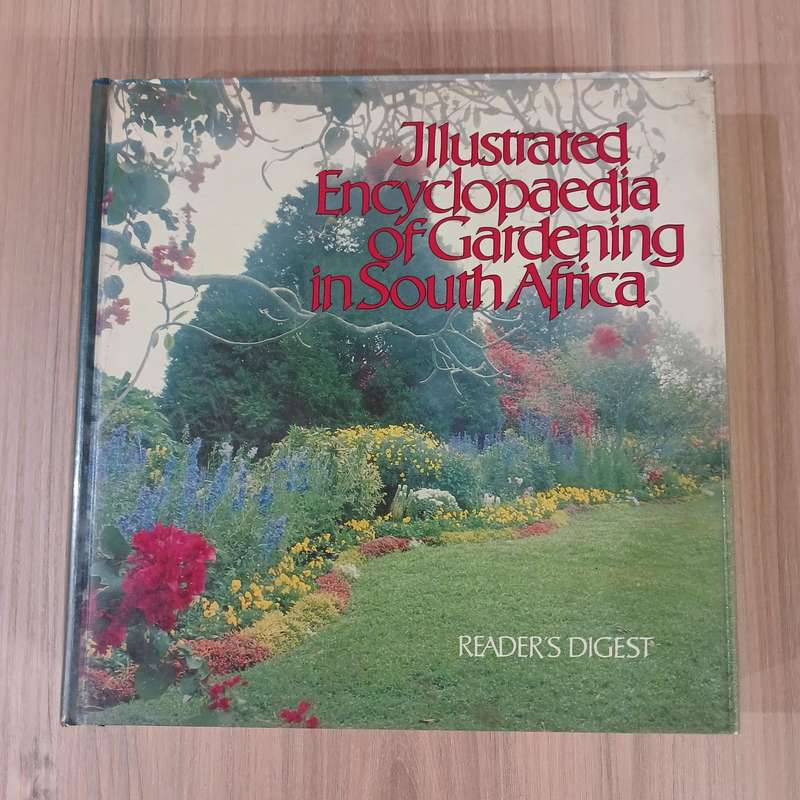 Illustrated
Encyclopaedia
of Gardening
in South Africa
READER'S DIGEST